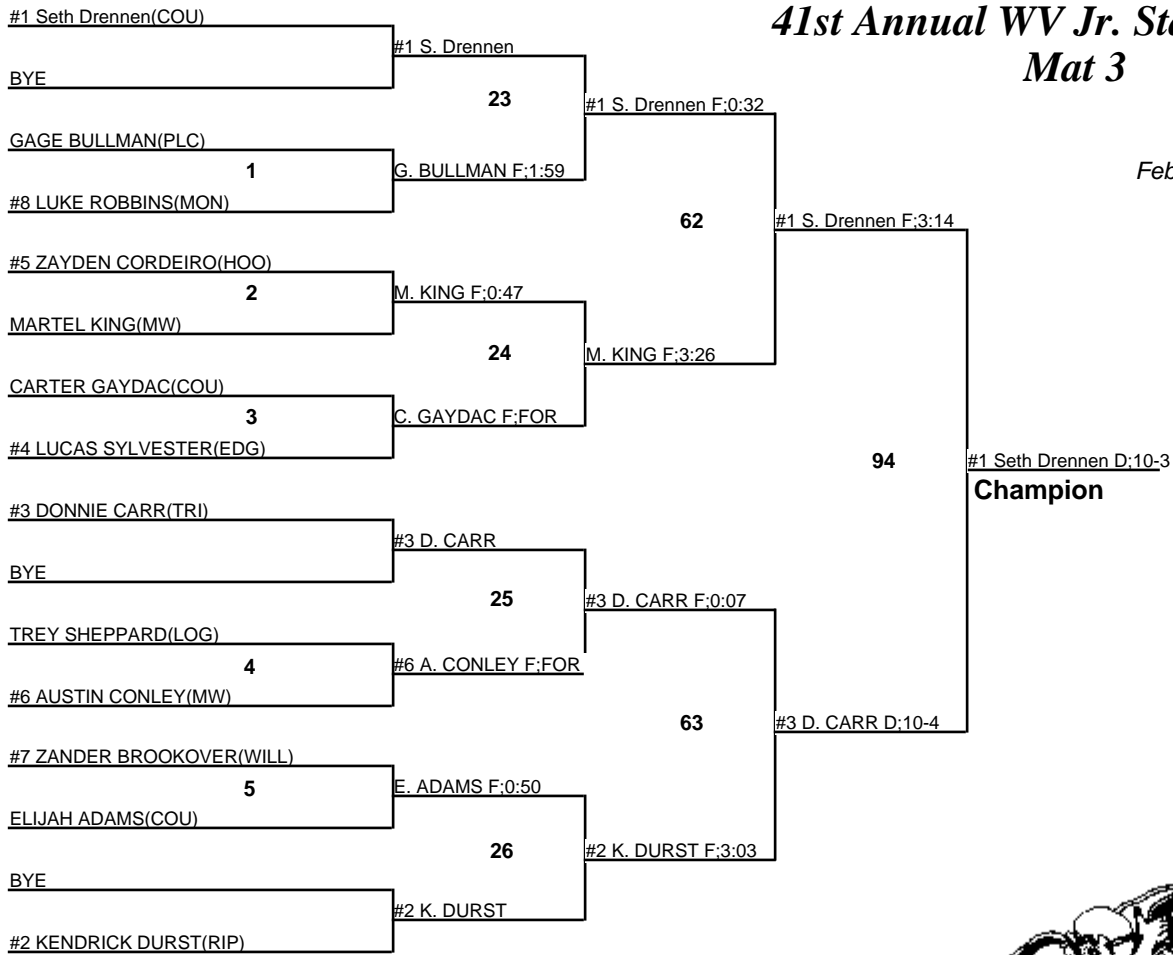 #1 Seth Drennen(COU)
BYE
GAGE BULLMAN(PLC)
1
#8 LUKE ROBBINS(MON)
#5 ZAYDEN CORDEIRO(HOO)
2
MARTEL KING(MW)
CARTER GAYDAC(COU)
3
#4 LUCAS SYLVESTER(EDG)
#3 DONNIE CARR(TRI)
BYE
TREY SHEPPARD(LOG)
4
#6 AUSTIN CONLEY(MW)
#7 ZANDER BROOKOVER(WILL)
5
ELIJAH ADAMS(COU)
BYE
#2 KENDRICK DURST(RIP)
#1 S. Drennen
23
G. BULLMAN F;1:59
M. KING F;0:47
24
C. GAYDAC F;FOR
#3 D. CARR
25
#6 A. CONLEY F;FOR
E. ADAMS F;0:50
26
#2 K. DURST
#1 S. Drennen F;0:32
62
M. KING F;3:26
#3 D. CARR F;0:07
63
#2 K. DURST F;3:03
#1 S. Drennen F;3:14
94
#3 D. CARR D;10-4
#1 Seth Drennen D;10-3
Champion
41st Annual WV Jr. Sta
Mat 3
Feb